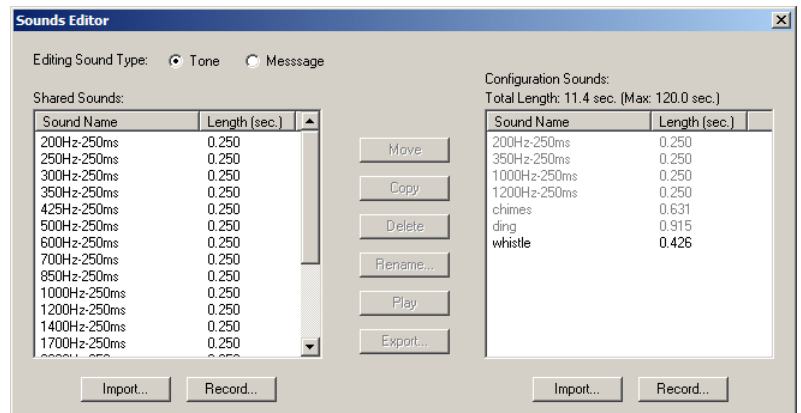 Sounds Editor
Editing Sound Type: Tone Messsage
Shared Sounds:
Sound Name Length (sec.)
200Hz-250ms 0.250
250Hz-250ms 0.250
300Hz-250ms 0.250
350Hz-250ms 0.250
425Hz-250ms 0.250
500Hz-250ms 0.250
600Hz-250ms 0.250
700Hz-250ms 0.250
850Hz-250ms 0.250
1000Hz-250ms 0.250
1200Hz-250ms 0.250
1400Hz-250ms 0.250
1700Hz-250ms 0.250
Import... Record...
Move
Copy
Delete
Rename...
Play
Export...
Configuration Sounds:
Total Length: 11.4 sec. (Max: 120.0 sec.)
Sound Name Length (sec.)
200Hz-250ms 0.250
350Hz-250ms 0.250
1000Hz-250ms 0.250
1200Hz-250ms 0.250
chimes 0.631
ding 0.915
whistle 0.426
Import... Record...